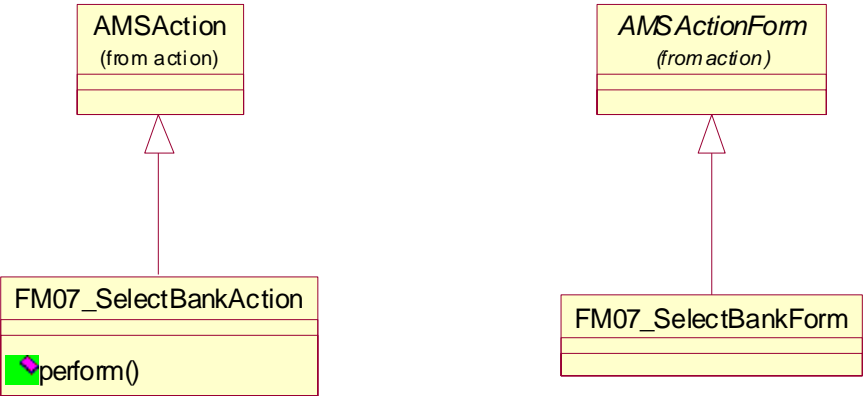 AMSAction
(from action)
AMSActionForm
(from action)
FM07_SelectBankAction
perform()
FM07_SelectBankForm